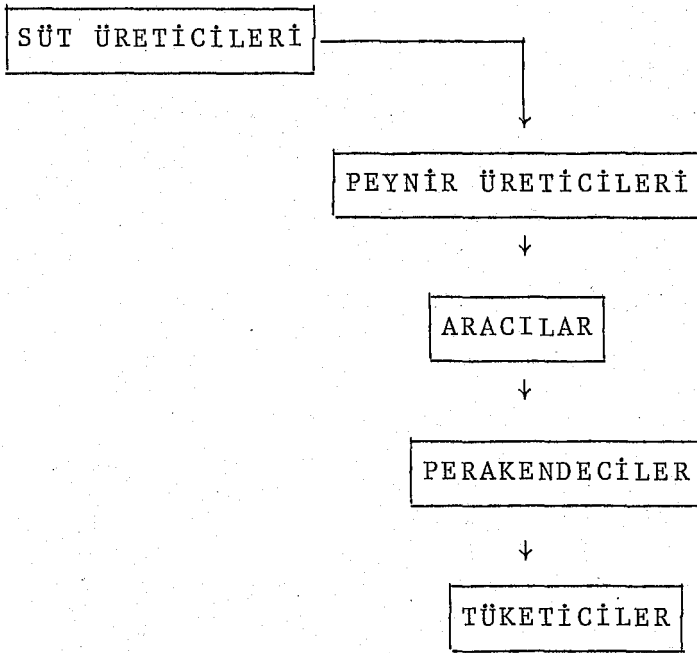 SÜT ÜRETİCİLERİ
PEYNİR ÜRETİCİLERİ
ARACILAR
PERAKENDECİLER
TÜKETİCİLER